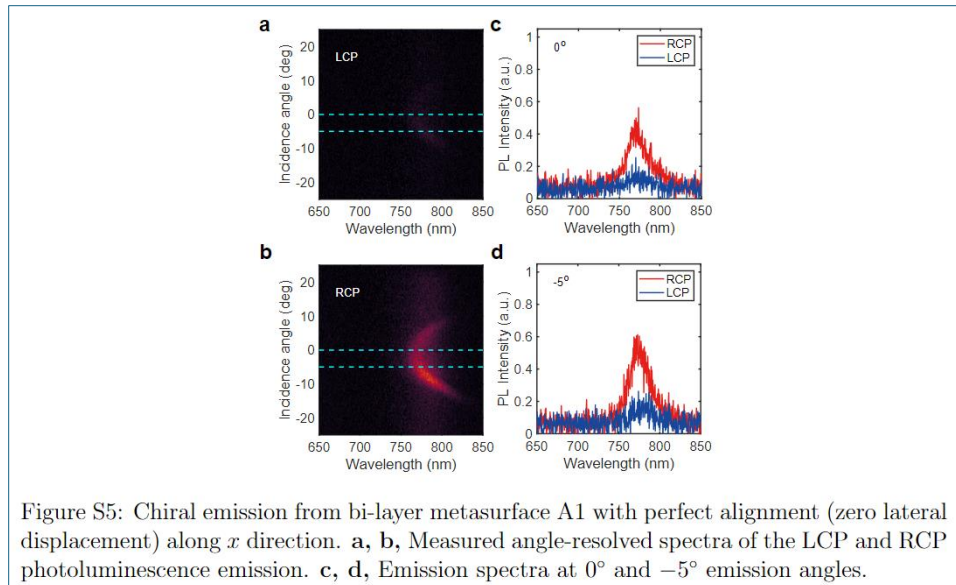 a
LCP
Incidence angle (deg)
20
10
0
-10
-20
650 700 750 800 850
Wavelength (nm)
c
0°
RCP
LCP
PL Intensity (a.u.)
1
0.8
0.6
0.4
0.2
0
650 700 750 800 850
Wavelength (nm)
b
RCP
Incidence angle (deg)
20
10
0
-10
-20
650 700 750 800 850
Wavelength (nm)
d
-5°
RCP
LCP
PL Intensity (a.u.)
1
0.8
0.6
0.4
0.2
0
650 700 750 800 850
Wavelength (nm)
Figure S5: Chiral emission from bi-layer metasurface A1 with perfect alignment (zero lateral
displacement) along x direction. a, b, Measured angle-resolved spectra of the LCP and RCP
photoluminescence emission. c, d, Emission spectra at 0° and −5° emission angles.